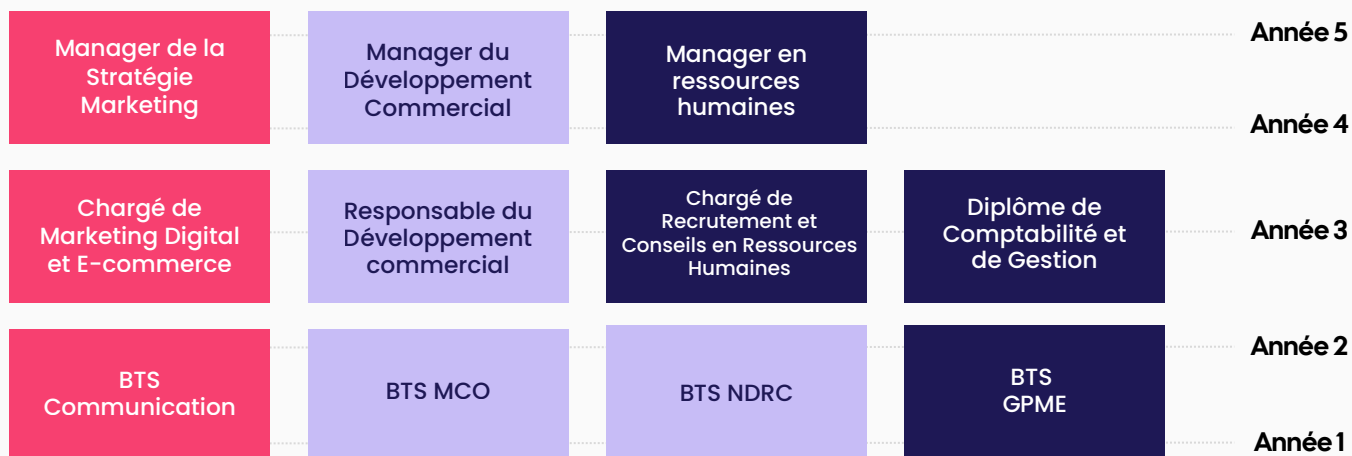 Manager de la
Stratégie
Marketing
Manager du
Développement
Commercial
Manager en
ressources
humaines
Année 5
Année 4
Chargé de
Marketing Digital
et E-commerce
Responsable du
Développement
commercial
Chargé de
Recrutement et
Conseils en Ressources
Humaines
Diplôme de
Comptabilité et
de Gestion
Année 3
BTS
Communication
BTS MCO
BTS NDRC
BTS
GPME
Année 2
Année 1